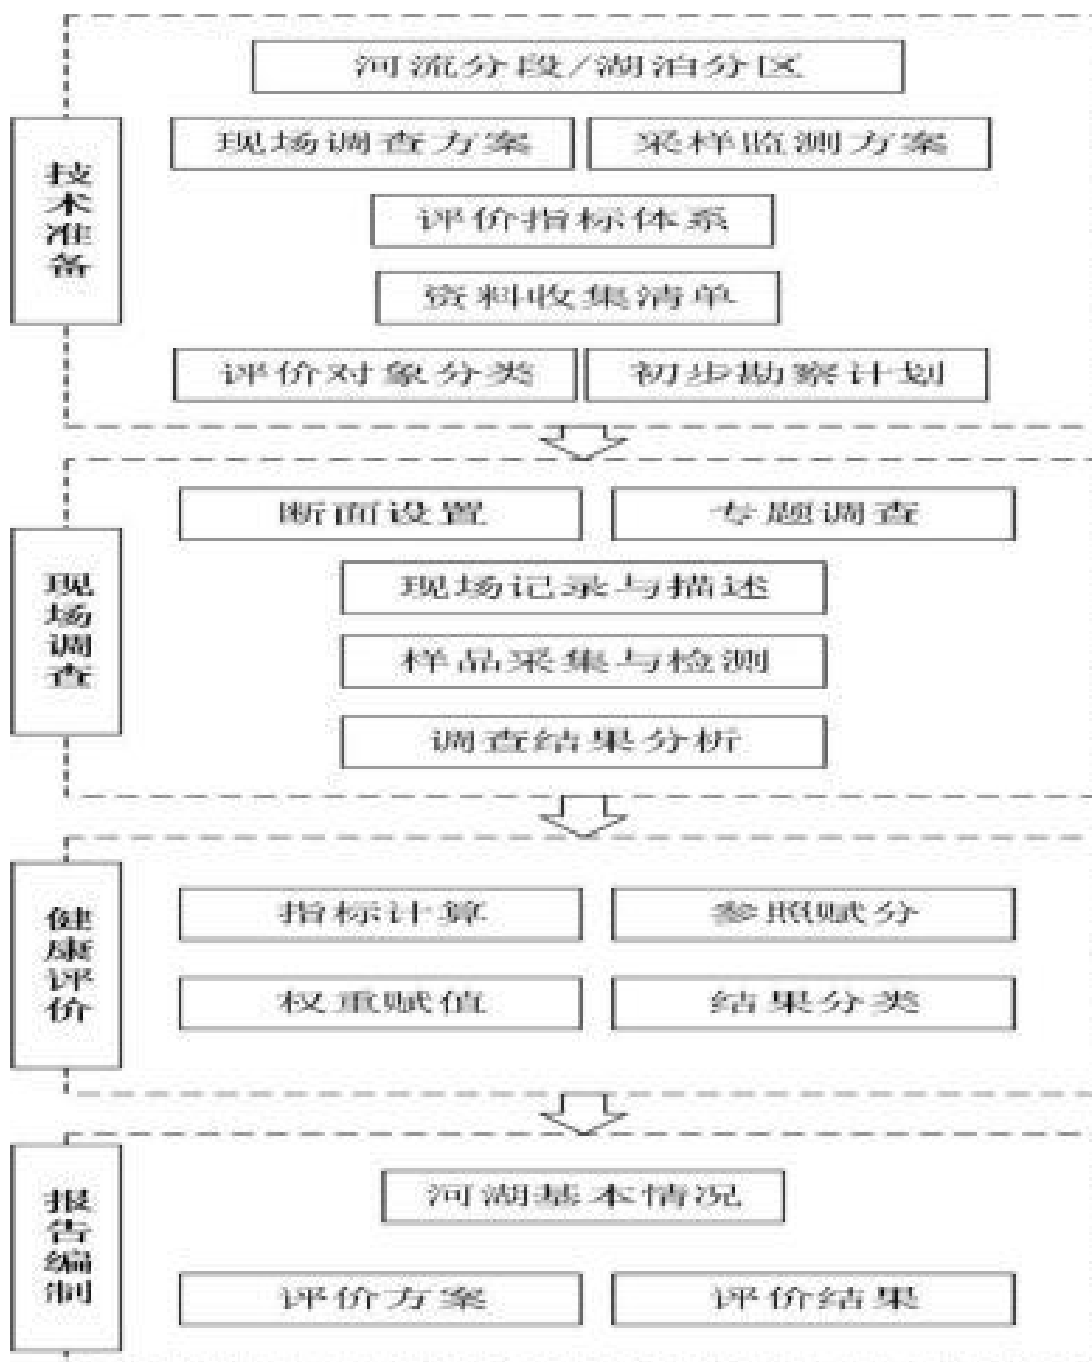 技术准备
河流分段/湖泊分区
现场调查方案
采样监测方案
评价指标体系
资料收集清单
评价对象分类
初步勘察计划
现场调查
断面设置
专题调查
现场记录与描述
样品采集与检测
调查结果分析
健康评价
指标计算
参照赋分
权重赋值
结果分类
报告编制
河湖基本情况
评价方案
评价结果